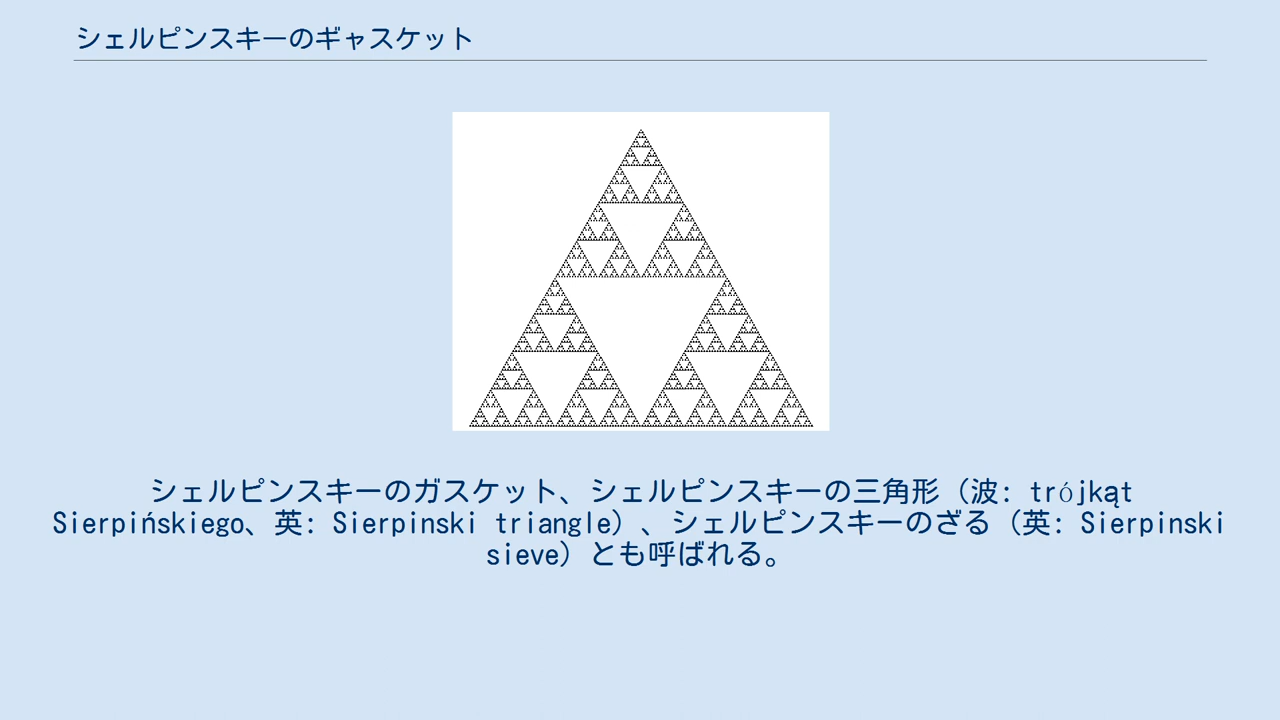 シェルピンスキーのギャスケット
シェルピンスキーのガスケット、シェルピンスキーの三角形（波: trójkąt
Sierpińskiego、英: Sierpinski triangle）、シェルピンスキーのざる（英: Sierpinski
sieve）とも呼ばれる。